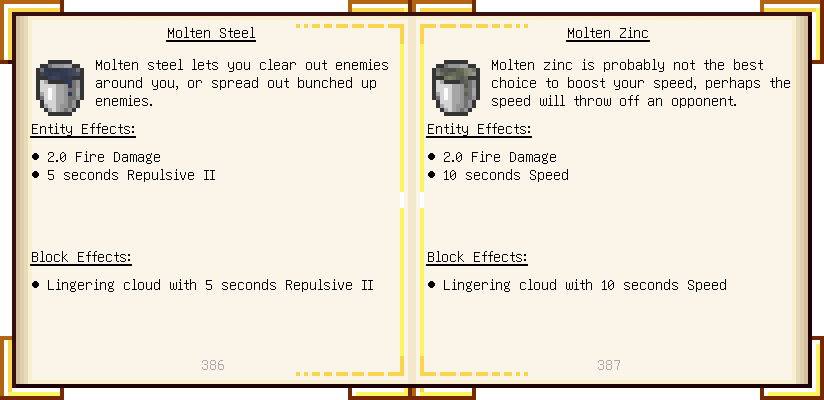 Molten Steel
Molten steel lets you clear out enemies
around you, or spread out bunched up
enemies.
Entity Effects:
● 2.0 Fire Damage
● 5 seconds Repulsive II
Block Effects:
● Lingering cloud with 5 seconds Repulsive II
386
Molten Zinc
Molten zinc is probably not the best
choice to boost your speed, perhaps the
speed will throw off an opponent.
Entity Effects:
● 2.0 Fire Damage
● 10 seconds Speed
Block Effects:
● Lingering cloud with 10 seconds Speed
387